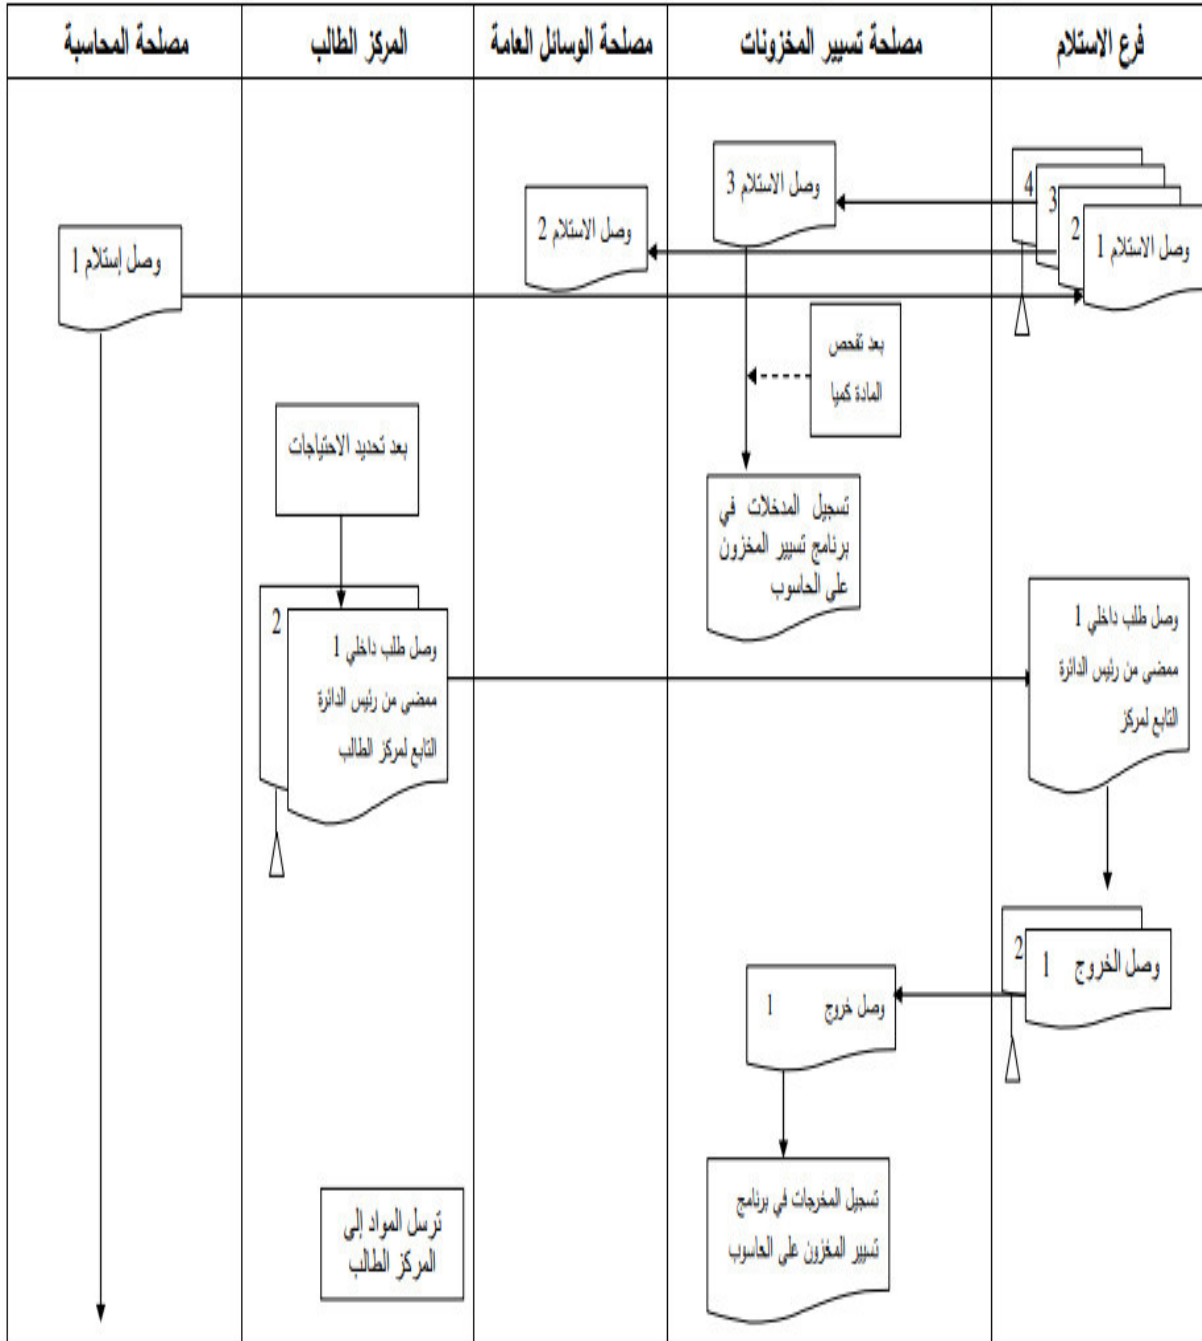 فرع الاستلام
مصلحة تسيير المخزونات
مصلحة الوسائل العامة
المركز الطالب
مصلحة المحاسبة
4
3
2
وصل الاستلام 1
وصل الاستلام 3
وصل الاستلام 2
وصل إستلام 1
بعد تفحص
المادة كميا
بعد تحديد الاحتياجات
تسجيل المدخلات في
برنامج تسيير المخزون
على الحاسوب
2
وصل طلب داخلي 1
ممضي من رئيس الدائرة
التابع لمركز الطالب
وصل طلب داخلي 1
ممضي من رئيس الدائرة
التابع لمركز
2
وصل الخروج 1
وصل خروج 1
تسجيل المخرجات في برنامج
تسيير المخزون على الحاسوب
ترسل المواد إلى
المركز الطالب